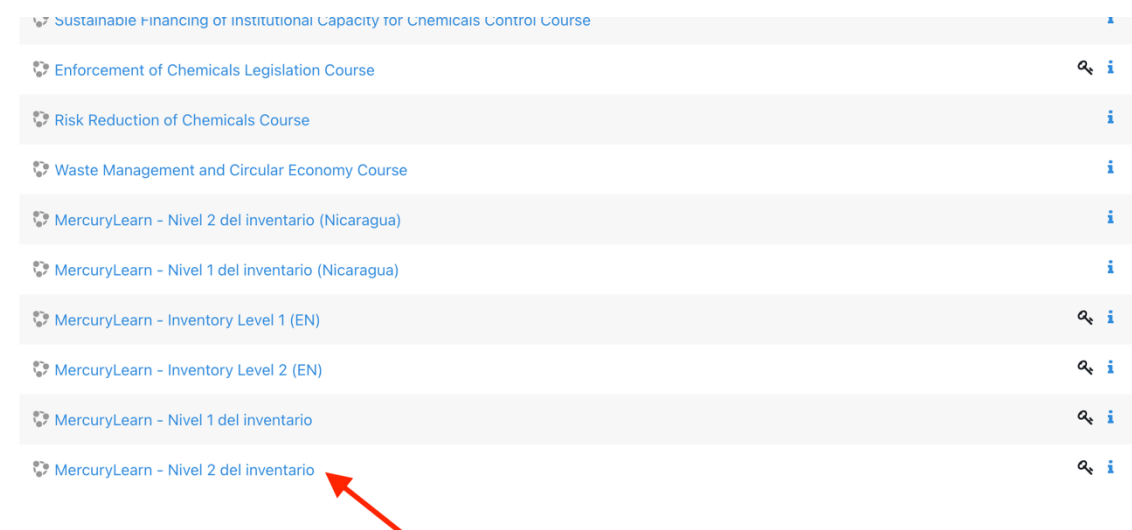 Sustainable Financing of Institutional Capacity for Chemicals Control Course
Enforcement of Chemicals Legislation Course
Risk Reduction of Chemicals Course
Waste Management and Circular Economy Course
MercuryLearn - Nivel 2 del inventario (Nicaragua)
MercuryLearn - Nivel 1 del inventario (Nicaragua)
MercuryLearn - Inventory Level 1 (EN)
MercuryLearn - Inventory Level 2 (EN)
MercuryLearn - Nivel 1 del inventario
MercuryLearn - Nivel 2 del inventario